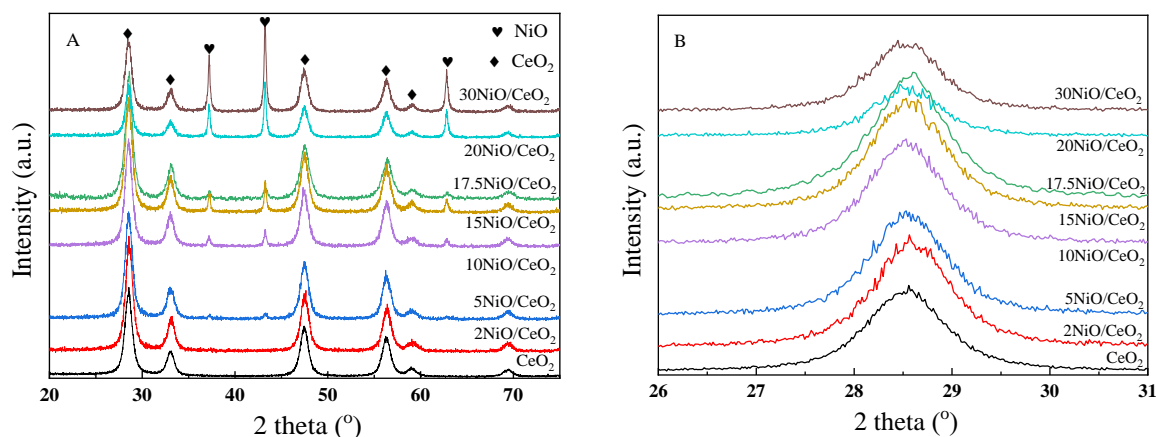 A
♥ NiO
♦ CeO₂
30NiO/CeO₂
20NiO/CeO₂
17.5NiO/CeO₂
15NiO/CeO₂
10NiO/CeO₂
5NiO/CeO₂
2NiO/CeO₂
CeO₂
Intensity (a.u.)
20 30 40 50 60 70
2 theta (°)
B
30NiO/CeO₂
20NiO/CeO₂
17.5NiO/CeO₂
15NiO/CeO₂
10NiO/CeO₂
5NiO/CeO₂
2NiO/CeO₂
CeO₂
Intensity (a.u.)
26 27 28 29 30 31
2 theta (°)